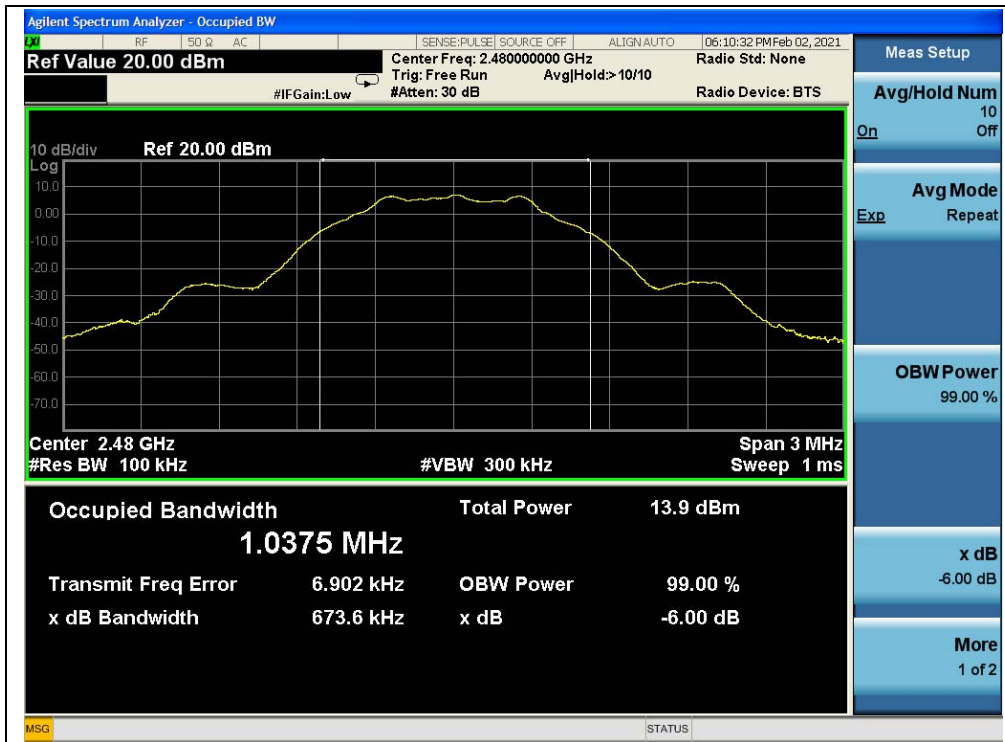 Agilent Spectrum Analyzer - Occupied BW
LXI RF 50 Ω AC SENSE:PULSE SOURCE OFF ALIGN AUTO 06:10:32 PM Feb 02, 2021
Ref Value 20.00 dBm
Center Freq: 2.480000000 GHz
Radio Std: None
Trig: Free Run Avg|Hold:>10/10
#IFGain:Low #Atten: 30 dB
Radio Device: BTS
10 dB/div Ref 20.00 dBm
Log
10.0
0.00
-10.0
-20.0
-30.0
-40.0
-50.0
-60.0
-70.0
Center 2.48 GHz Span 3 MHz
#Res BW 100 kHz #VBW 300 kHz Sweep 1 ms
Occupied Bandwidth Total Power 13.9 dBm
1.0375 MHz
Transmit Freq Error 6.902 kHz OBW Power 99.00 %
x dB Bandwidth 673.6 kHz x dB -6.00 dB
Meas Setup
Avg/Hold Num
10
On Off
Avg Mode
Exp Repeat
OBW Power
99.00 %
x dB
-6.00 dB
More
1 of 2
MSG STATUS